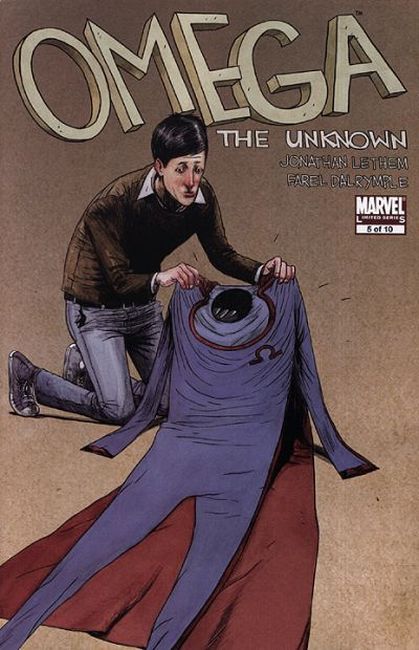 OMEGA
THE UNKNOWN
JONATHAN LETHEM
FAREL DALRYMPLE
MARVEL
LIMITED SERIES
5 of 10
Ω